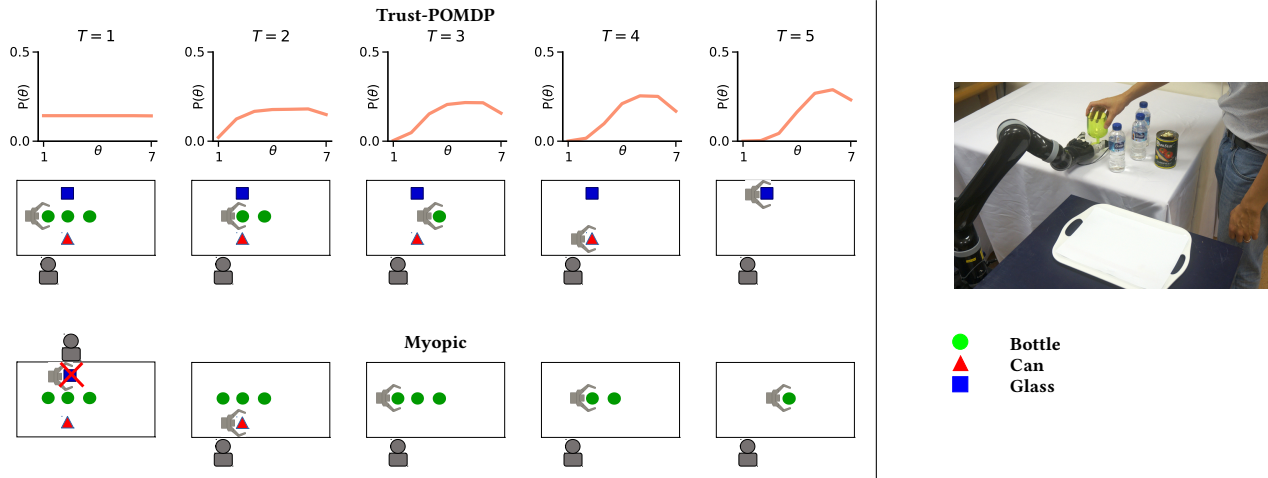 Trust-POMDP
T = 1
T = 2
T = 3
T = 4
T = 5
0.5
0.5
0.5
0.5
0.5
P(θ)
P(θ)
P(θ)
P(θ)
P(θ)
0.0
0.0
0.0
0.0
0.0
1 θ 7
1 θ 7
1 θ 7
1 θ 7
1 θ 7
Myopic
Bottle
Can
Glass